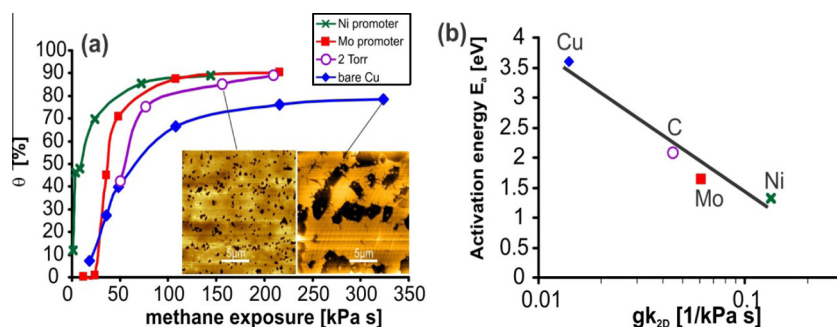 (a)
Ni promoter
Mo promoter
2 Torr
bare Cu
θ [%]
100
90
80
70
60
50
40
30
20
10
0
0 50 100 150 200 250 300 350
methane exposure [kPa s]
5µm
5µm
(b)
Activation energy Ea [eV]
4
3.5
3
2.5
2
1.5
1
0.5
0
Cu
C
Mo
Ni
0.01 0.1
gk2D [1/kPa s]